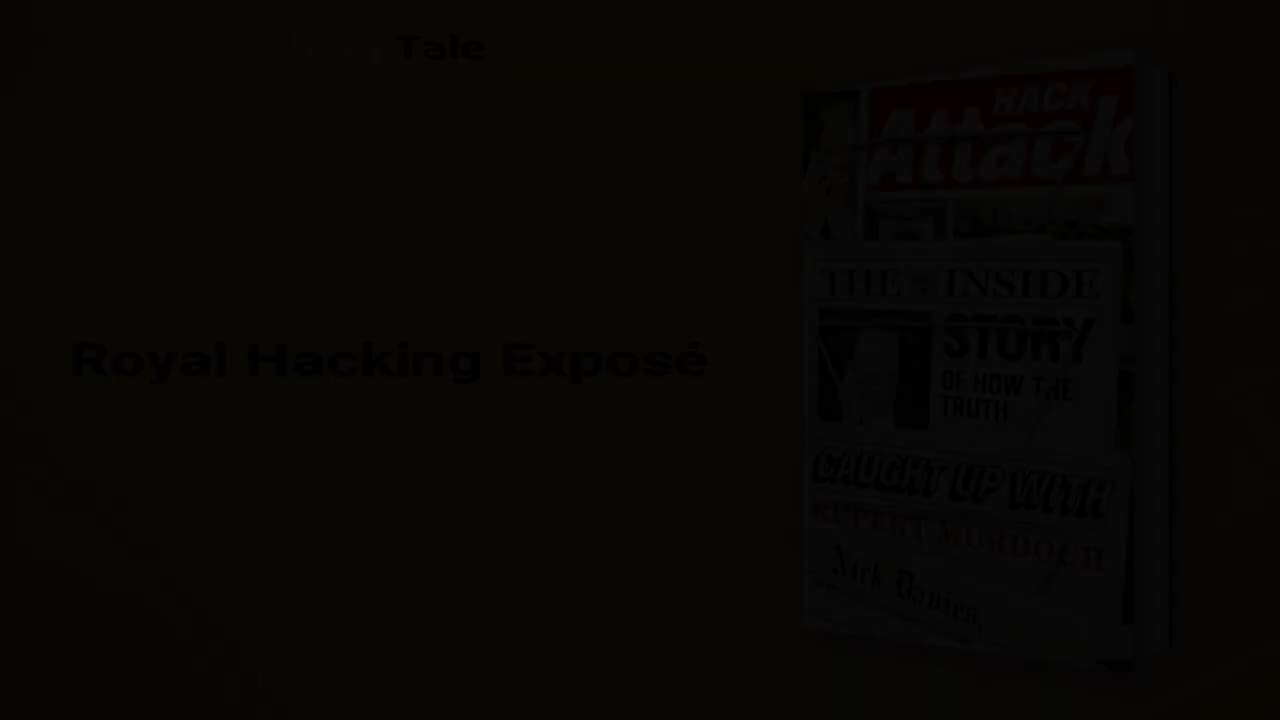 Tale
Royal Hacking Exposé
HACK
Attack
THE INSIDE
STORY
OF HOW THE
TRUTH
CAUGHT UP WITH
RUPERT MURDOCH
Nick Davies